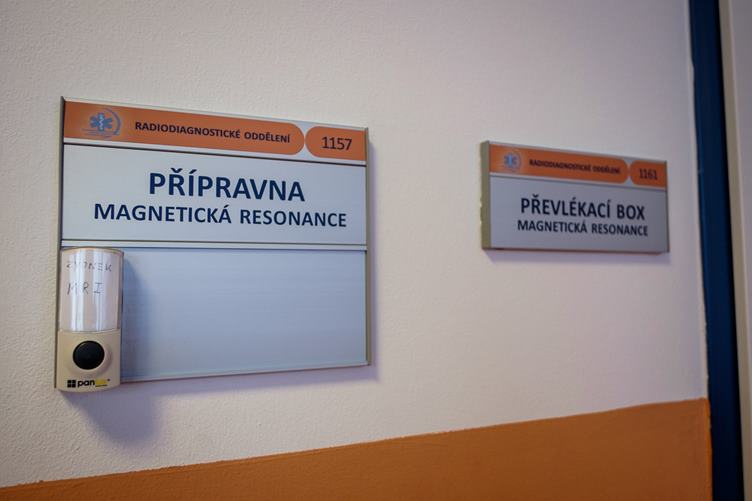 RADIODIAGNOSTICKÉ ODDĚLENÍ 1157
PŘÍPRAVNA
MAGNETICKÁ RESONANCE
ZVONEK
MRI
pan
RADIODIAGNOSTICKÉ ODDĚLENÍ 1161
PŘEVLÉKACÍ BOX
MAGNETICKÁ RESONANCE